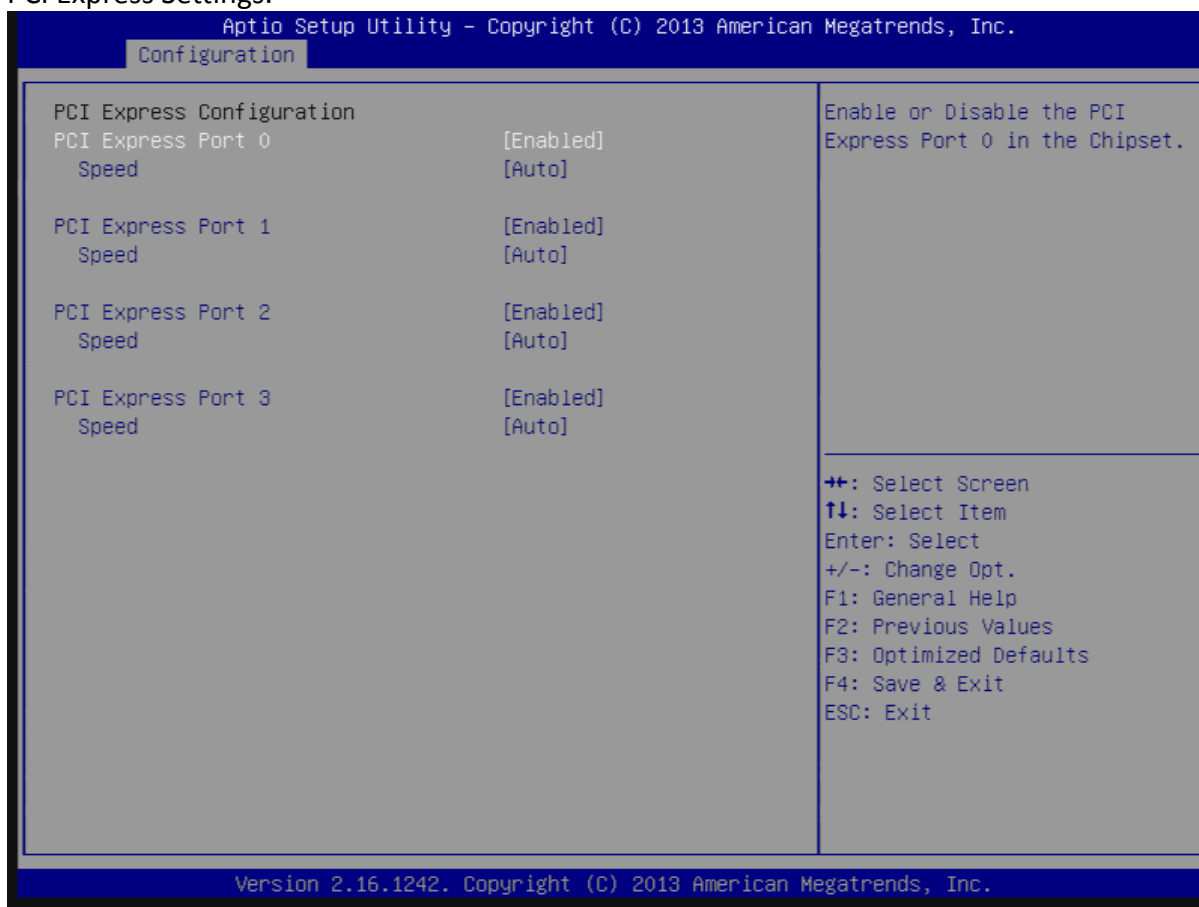 PCI Express Settings.
Aptio Setup Utility – Copyright (C) 2013 American Megatrends, Inc.
Configuration
PCI Express Configuration
PCI Express Port 0 [Enabled]
Speed [Auto]
PCI Express Port 1 [Enabled]
Speed [Auto]
PCI Express Port 2 [Enabled]
Speed [Auto]
PCI Express Port 3 [Enabled]
Speed [Auto]
Enable or Disable the PCI
Express Port 0 in the Chipset.
→←: Select Screen
↑↓: Select Item
Enter: Select
+/-: Change Opt.
F1: General Help
F2: Previous Values
F3: Optimized Defaults
F4: Save & Exit
ESC: Exit
Version 2.16.1242. Copyright (C) 2013 American Megatrends, Inc.